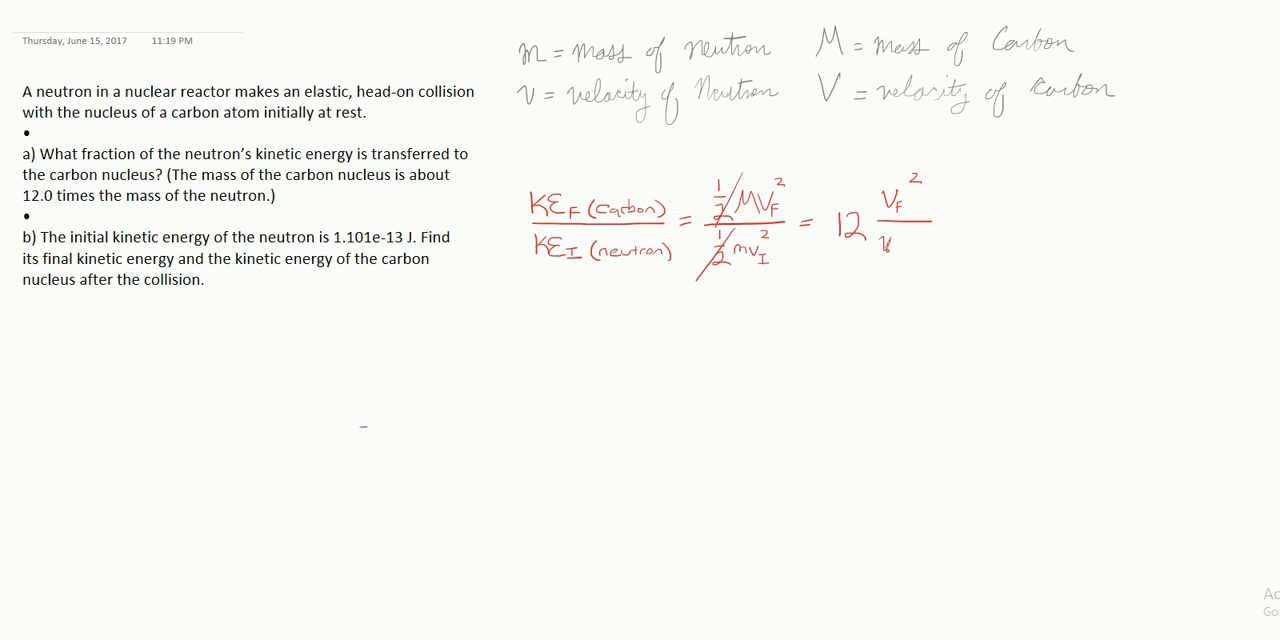 Thursday, June 15, 2017 11:19 PM
A neutron in a nuclear reactor makes an elastic, head-on collision
with the nucleus of a carbon atom initially at rest.
•
a) What fraction of the neutron's kinetic energy is transferred to
the carbon nucleus? (The mass of the carbon nucleus is about
12.0 times the mass of the neutron.)
•
b) The initial kinetic energy of the neutron is 1.101e-13 J. Find
its final kinetic energy and the kinetic energy of the carbon
nucleus after the collision.
m = mass of neutron M = mass of Carbon
v = velocity of Neutron V = velocity of Carbon
KE_F (Carbon) / KE_I (neutron) = 1/2 MV_F^2 / 1/2 mv_I^2 = 12 V_F^2 / v
Ac
Go